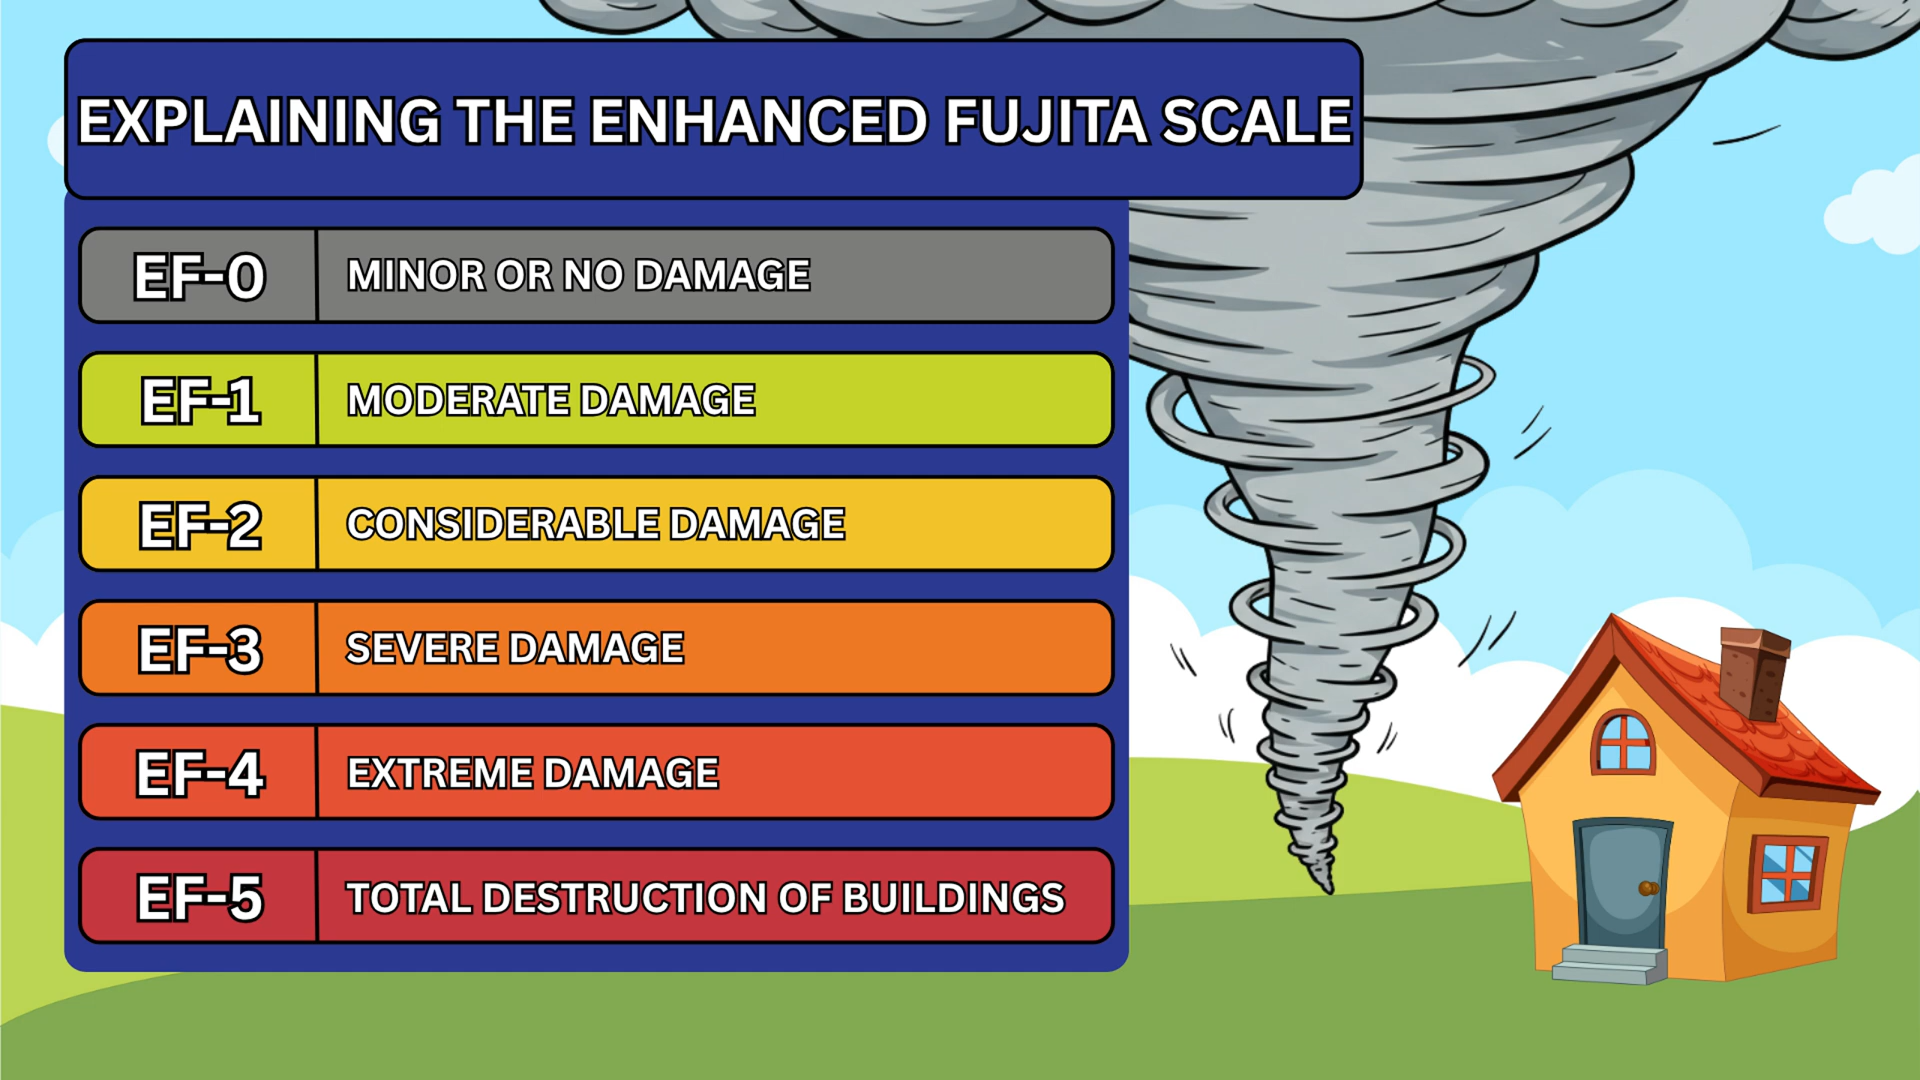 EXPLAINING THE ENHANCED FUJITA SCALE
EF-0 MINOR OR NO DAMAGE
EF-1 MODERATE DAMAGE
EF-2 CONSIDERABLE DAMAGE
EF-3 SEVERE DAMAGE
EF-4 EXTREME DAMAGE
EF-5 TOTAL DESTRUCTION OF BUILDINGS